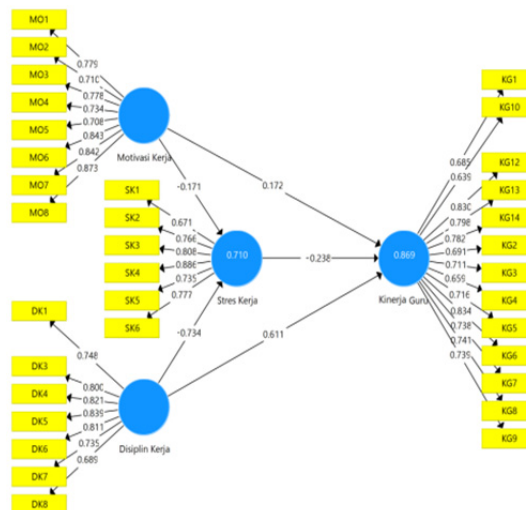 MO1
MO2
MO3
MO4
MO5
MO6
MO7
MO8
0.779
0.710
0.778
0.734
0.708
0.843
0.842
0.873
Motivasi Kerja
-0.171
0.172
SK1
SK2
SK3
SK4
SK5
SK6
0.671
0.766
0.808
0.886
0.735
0.777
0.710
Stres Kerja
-0.238
-0.734
0.611
DK1
DK3
DK4
DK5
DK6
DK7
DK8
0.748
0.800
0.821
0.839
0.811
0.735
0.689
Disiplin Kerja
0.869
Kinerja Guru
0.685
0.639
0.830
0.798
0.782
0.691
0.711
0.659
0.716
0.834
0.738
0.741
0.739
KG1
KG10
KG12
KG13
KG14
KG2
KG3
KG4
KG5
KG6
KG7
KG8
KG9